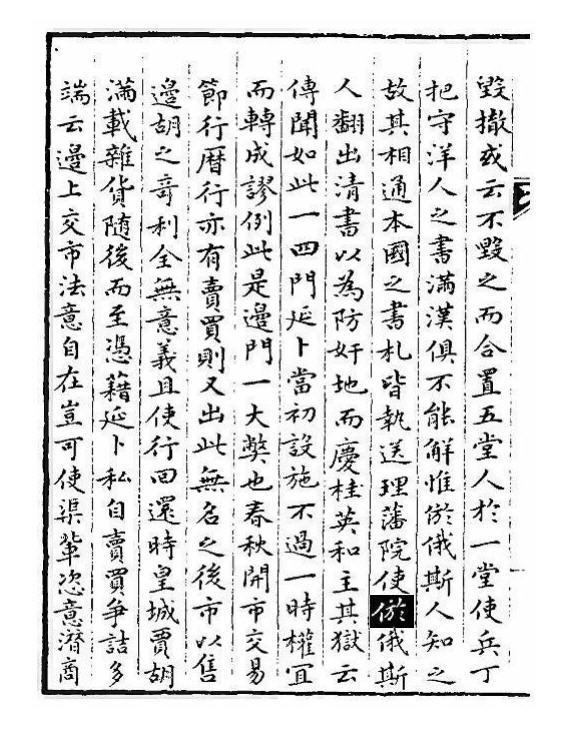 毀撤或云不毀之而合置五堂人於一堂使兵丁
把守洋人之書滿漢俱不能解惟𠏉俄斯人知之
故其相通本國之書札皆執送理藩院使𠏉俄斯
人翻出清書以為防奸地而慶桂英和主其獄云
傳聞如此一四門延卜當初設施不過一時權宜
而轉成謬例此是邊門一大獘也春秋開市交易
節行曆行亦有賣買則又出此無名之後市以售
邊胡之竒利全無意義且使行回還時皇城賈胡
滿載雜貨随後而至憑藉延卜私自賣買爭詰多
端云邊上交市法意自在豈可使渠輩恣意潛商